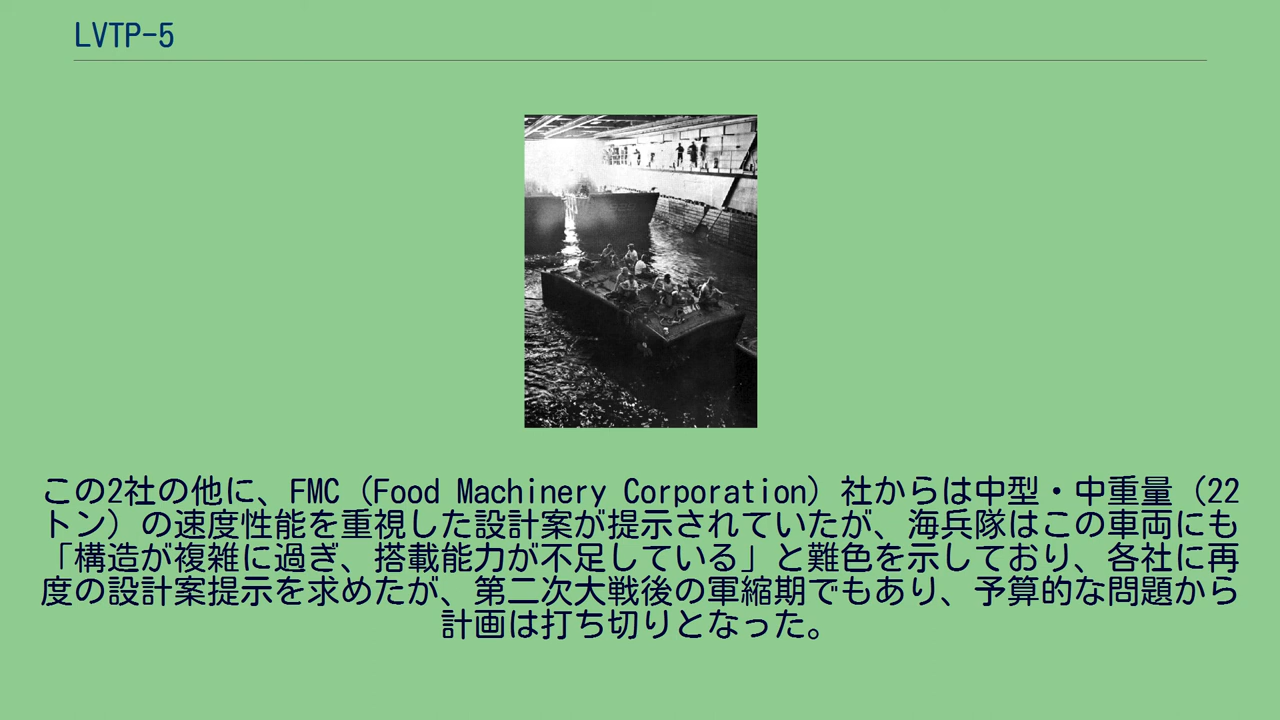 LVTP-5
この2社の他に、FMC（Food Machinery Corporation）社からは中型・中重量（22
トン）の速度性能を重視した設計案が提示されていたが、海兵隊はこの車両にも
「構造が複雑に過ぎ、搭載能力が不足している」と難色を示しており、各社に再
度の設計案提示を求めたが、第二次大戦後の軍縮期でもあり、予算的な問題から
計画は打ち切りとなった。